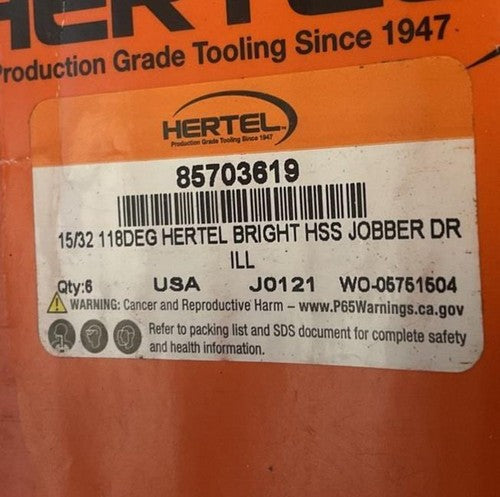 HERTEL
Production Grade Tooling Since 1947
HERTEL™
Production Grade Tooling Since 1947
85703619
15/32 118DEG HERTEL BRIGHT HSS JOBBER DR
ILL
Qty:6 USA J0121 WO-05751504
WARNING: Cancer and Reproductive Harm – www.P65Warnings.ca.gov
Refer to packing list and SDS document for complete safety
and health information.